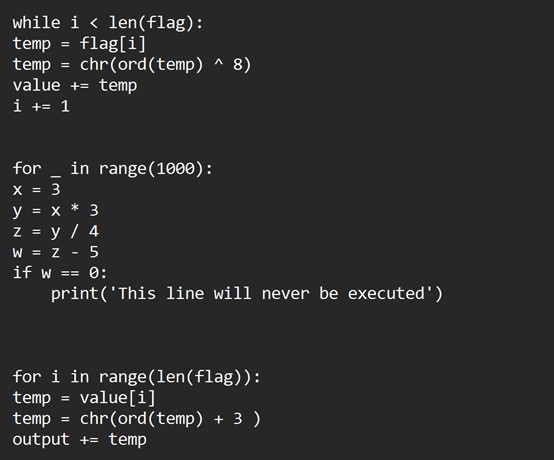 while i < len(flag):
temp = flag[i]
temp = chr(ord(temp) ^ 8)
value += temp
i += 1
for _ in range(1000):
x = 3
y = x * 3
z = y / 4
w = z - 5
if w == 0:
    print('This line will never be executed')
for i in range(len(flag)):
temp = value[i]
temp = chr(ord(temp) + 3 )
output += temp